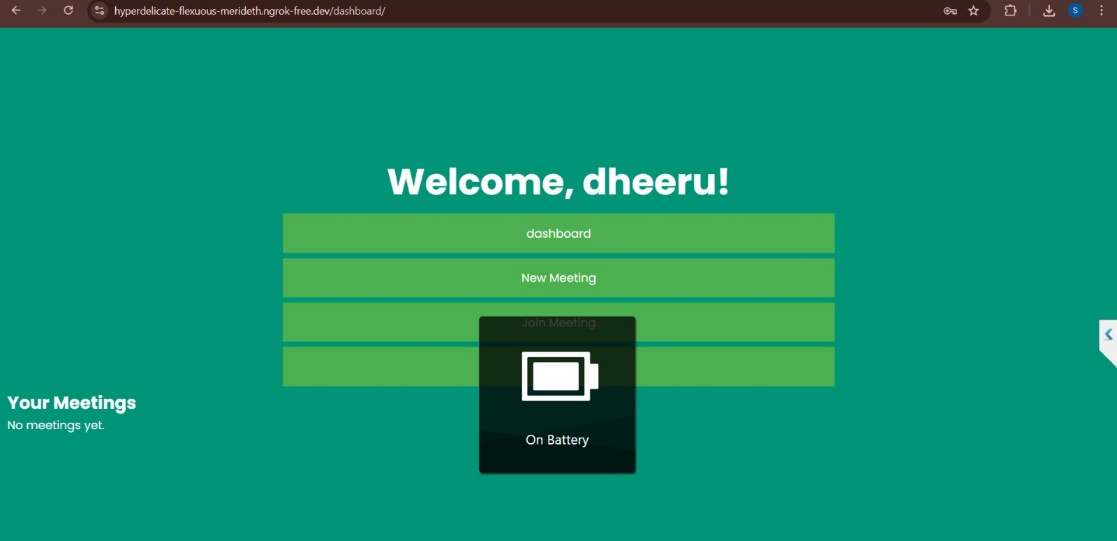 hyperdelicate-flexuous-merideth.ngrok-free.dev/dashboard/
S
Welcome, dheeru!
dashboard
New Meeting
Join Meeting
On Battery
Your Meetings
No meetings yet.